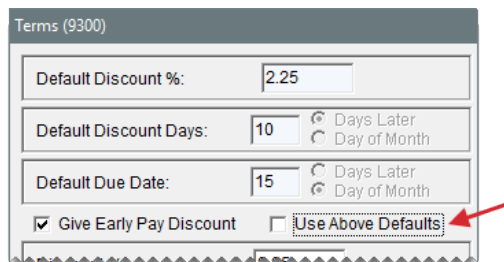 Terms (9300)
Default Discount %: 2.25
Default Discount Days: 10 Days Later
Day of Month
Default Due Date: 15 Days Later
Day of Month
Give Early Pay Discount Use Above Defaults